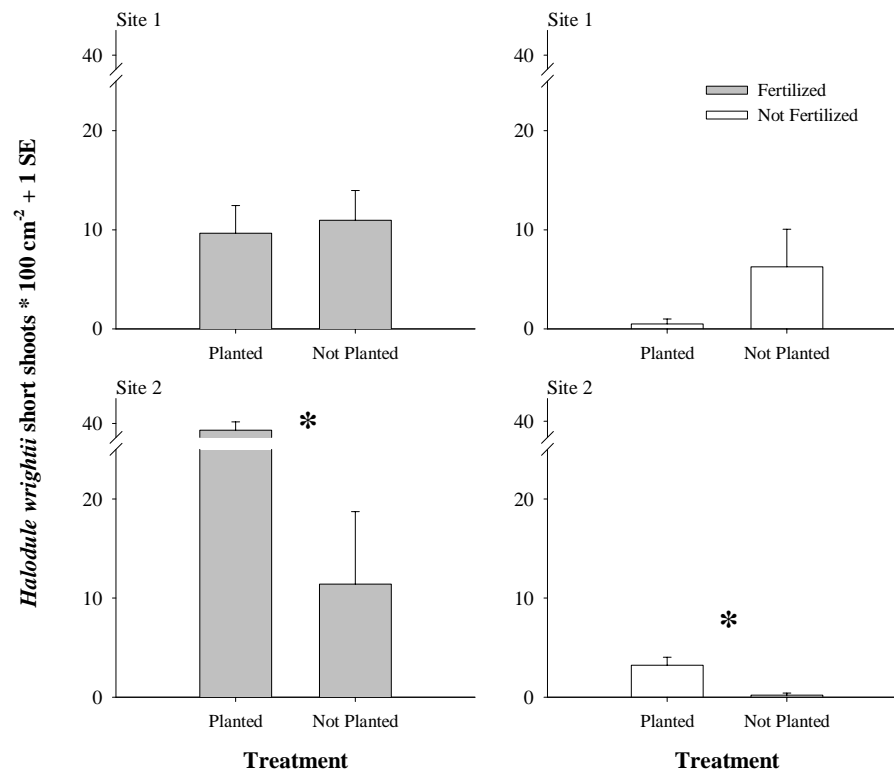 Site 1
Site 1
40
20
10
0
Planted Not Planted
40
20
10
0
Fertilized
Not Fertilized
Planted Not Planted
Halodule wrightii short shoots * 100 cm⁻² + 1 SE
Site 2
Site 2
40
20
10
0
*
Planted Not Planted
Treatment
40
20
10
0
*
Planted Not Planted
Treatment